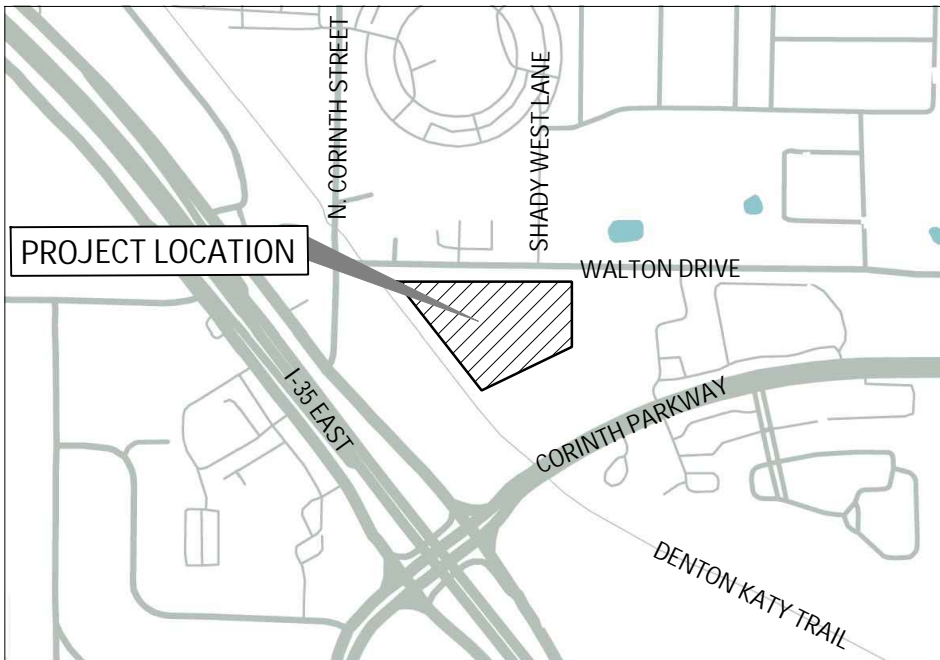 N. CORINTH STREET
SHADY WEST LANE
PROJECT LOCATION
WALTON DRIVE
I-35 EAST
CORINTH PARKWAY
DENTON KATY TRAIL